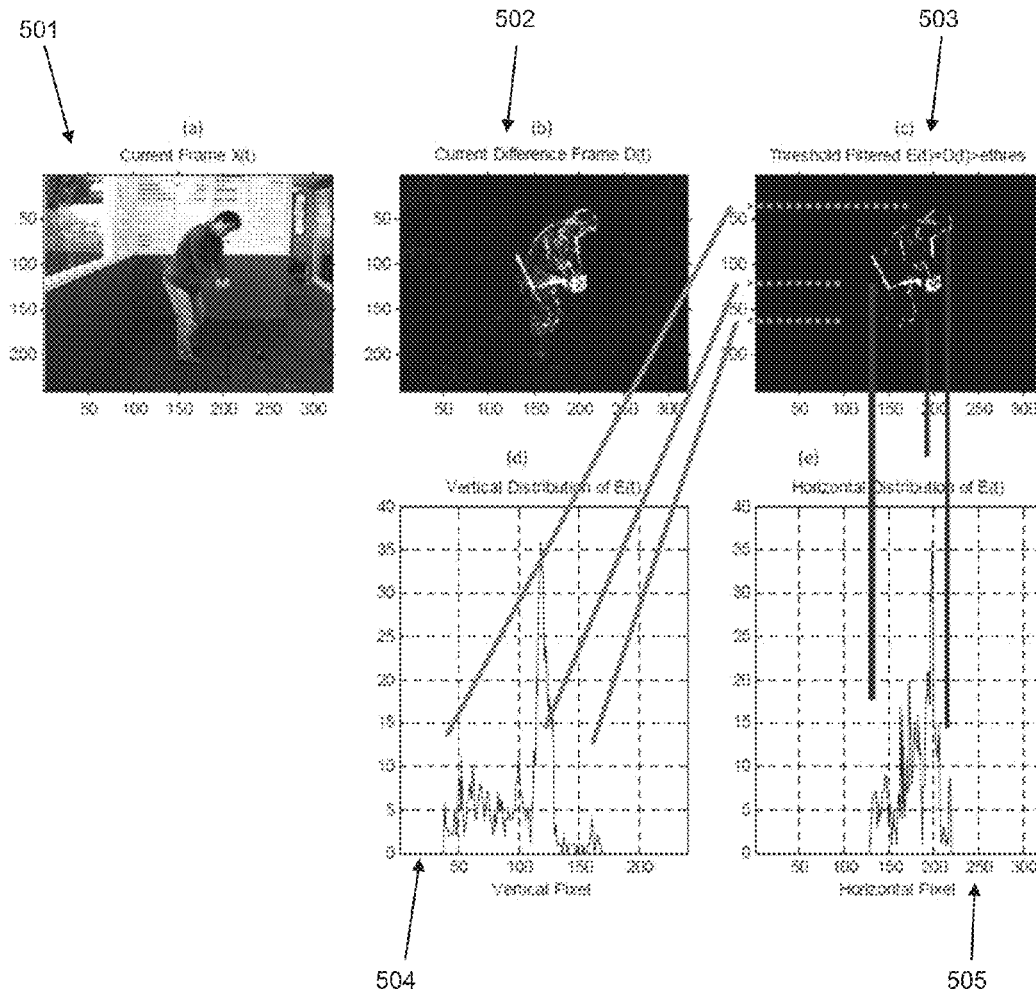 501
502
503
(a)
Current Frame X(t)
(b)
Current Difference Frame D(t)
(c)
Threshold Filtered E(t)=D(t)>ethres
50
100
150
200
50 100 150 200 250 300
50
100
150
200
50 100 150 200 250 300
50
100
150
200
50 100 150 200 250 300
(d)
Vertical Distribution of E(t)
40
35
30
25
20
15
10
5
0
50 100 150 200
Vertical Pixel
(e)
Horizontal Distribution of E(t)
40
35
30
25
20
15
10
5
0
50 100 150 200 250 300
Horizontal Pixel
504
505